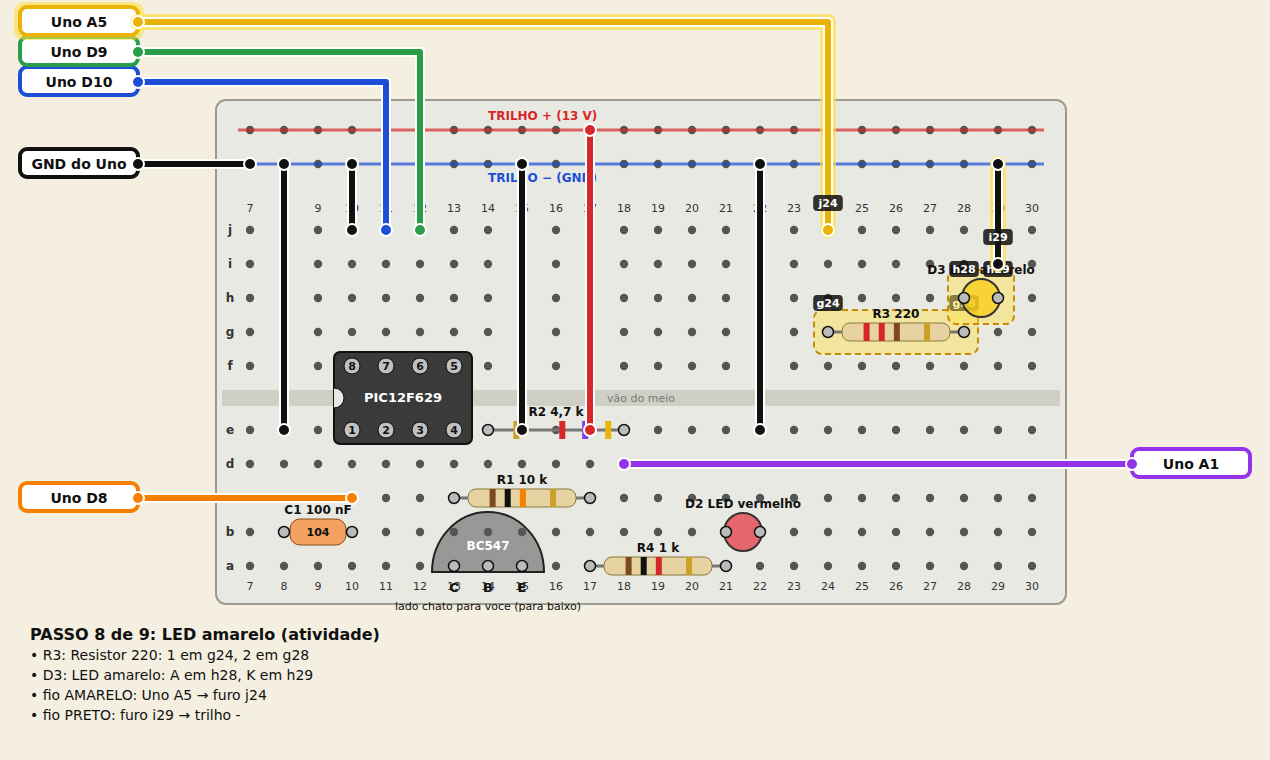 Uno A5
Uno D9
Uno D10
TRILHO + (13 V)
GND do Uno
TRILHO − (GND)
7 9 13 14 16 18 19 20 21 23 25 26 27 28 30
j24
j
i29
i
D3 h28
h
g24
R3 220
g
f
8 7 6 5
PIC12F629
vão do meio
R2 4,7 k
1 2 3 4
e
d
Uno A1
R1 10 k
Uno D8
D2 LED vermelho
C1 100 nF
104
b
BC547
R4 1 k
a
7 8 9 10 11 12 13 14 15 16 17 18 19 20 21 22 23 24 25 26 27 28 29 30
C B E
lado chato para voce (para baixo)
PASSO 8 de 9: LED amarelo (atividade)
• R3: Resistor 220: 1 em g24, 2 em g28
• D3: LED amarelo: A em h28, K em h29
• fio AMARELO: Uno A5 → furo j24
• fio PRETO: furo i29 → trilho -